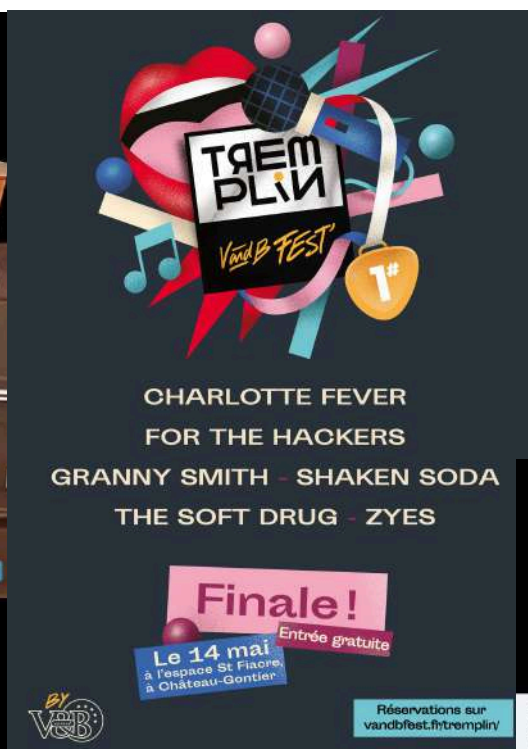 TREM
PLIN
VandB FEST'
1#
CHARLOTTE FEVER
FOR THE HACKERS
GRANNY SMITH - SHAKEN SODA
THE SOFT DRUG - ZYES
Finale !
Entrée gratuite
Le 14 mai
à l'espace St Fiacre,
à Château-Gontier
BY
V&B
Réservations sur
vandbfest.fr/tremplin/